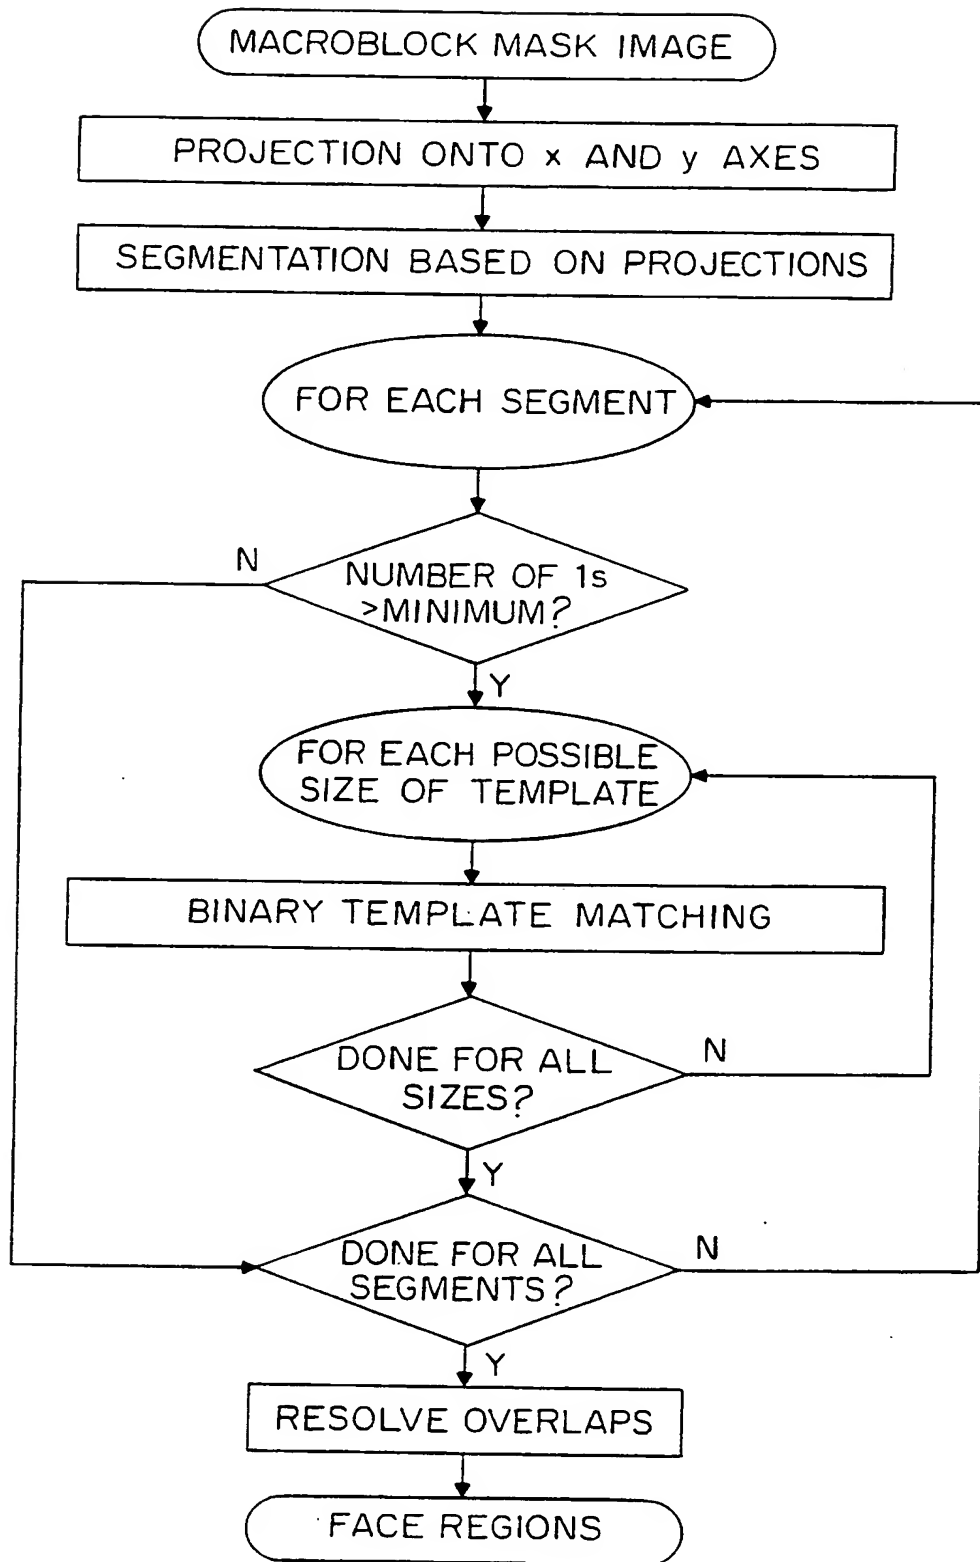 MACROBLOCK MASK IMAGE
PROJECTION ONTO x AND y AXES
SEGMENTATION BASED ON PROJECTIONS
FOR EACH SEGMENT
N
NUMBER OF 1s
>MINIMUM?
Y
FOR EACH POSSIBLE
SIZE OF TEMPLATE
BINARY TEMPLATE MATCHING
DONE FOR ALL
SIZES?
N
Y
DONE FOR ALL
SEGMENTS?
N
Y
RESOLVE OVERLAPS
FACE REGIONS